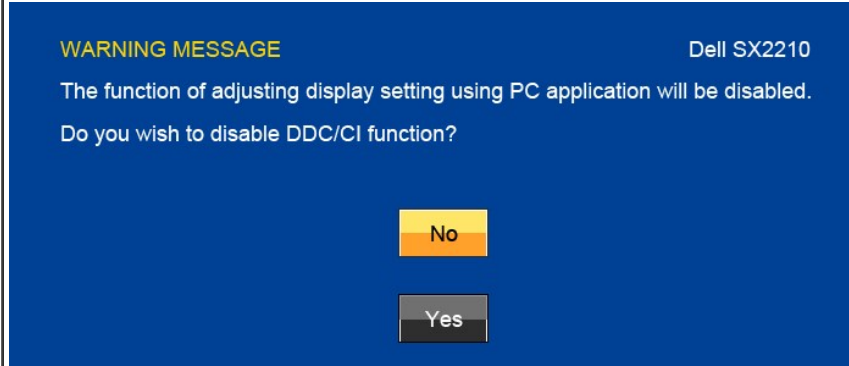 WARNING MESSAGE Dell SX2210
The function of adjusting display setting using PC application will be disabled.
Do you wish to disable DDC/CI function?
No
Yes